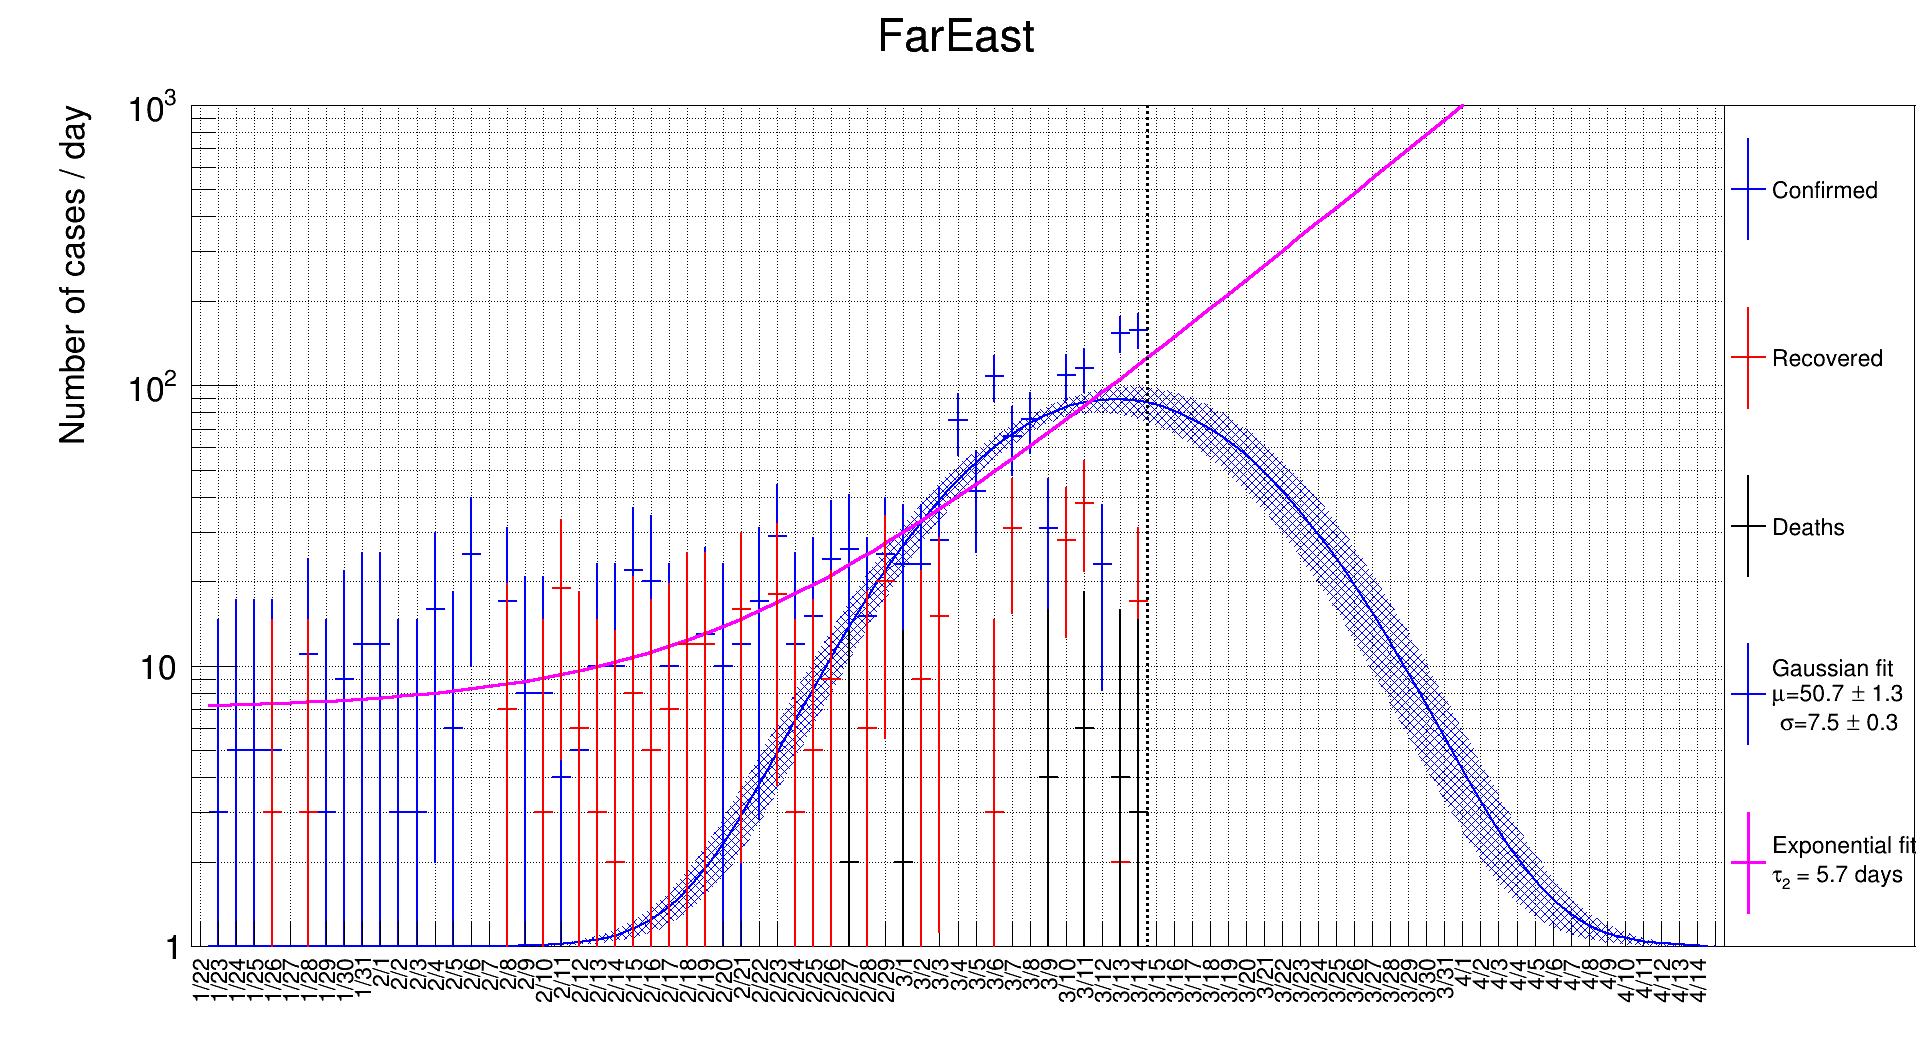 FarEast
Number of cases / day
10³
10²
10
1
1/22 1/23 1/24 1/25 1/26 1/27 1/28 1/29 1/30 1/31 2/1 2/2 2/3 2/4 2/5 2/6 2/7 2/8 2/9 2/10 2/11 2/12 2/13 2/14 2/15 2/16 2/17 2/18 2/19 2/20 2/21 2/22 2/23 2/24 2/25 2/26 2/27 2/28 2/29 3/1 3/2 3/3 3/4 3/5 3/6 3/7 3/8 3/9 3/10 3/11 3/12 3/13 3/14 3/15 3/16 3/17 3/18 3/19 3/20 3/21 3/22 3/23 3/24 3/25 3/26 3/27 3/28 3/29 3/30 3/31 4/1 4/2 4/3 4/4 4/5 4/6 4/7 4/8 4/9 4/10 4/11 4/12 4/13 4/14
Confirmed
Recovered
Deaths
Gaussian fit
μ=50.7 ± 1.3
σ=7.5 ± 0.3
Exponential fit
τ₂ = 5.7 days